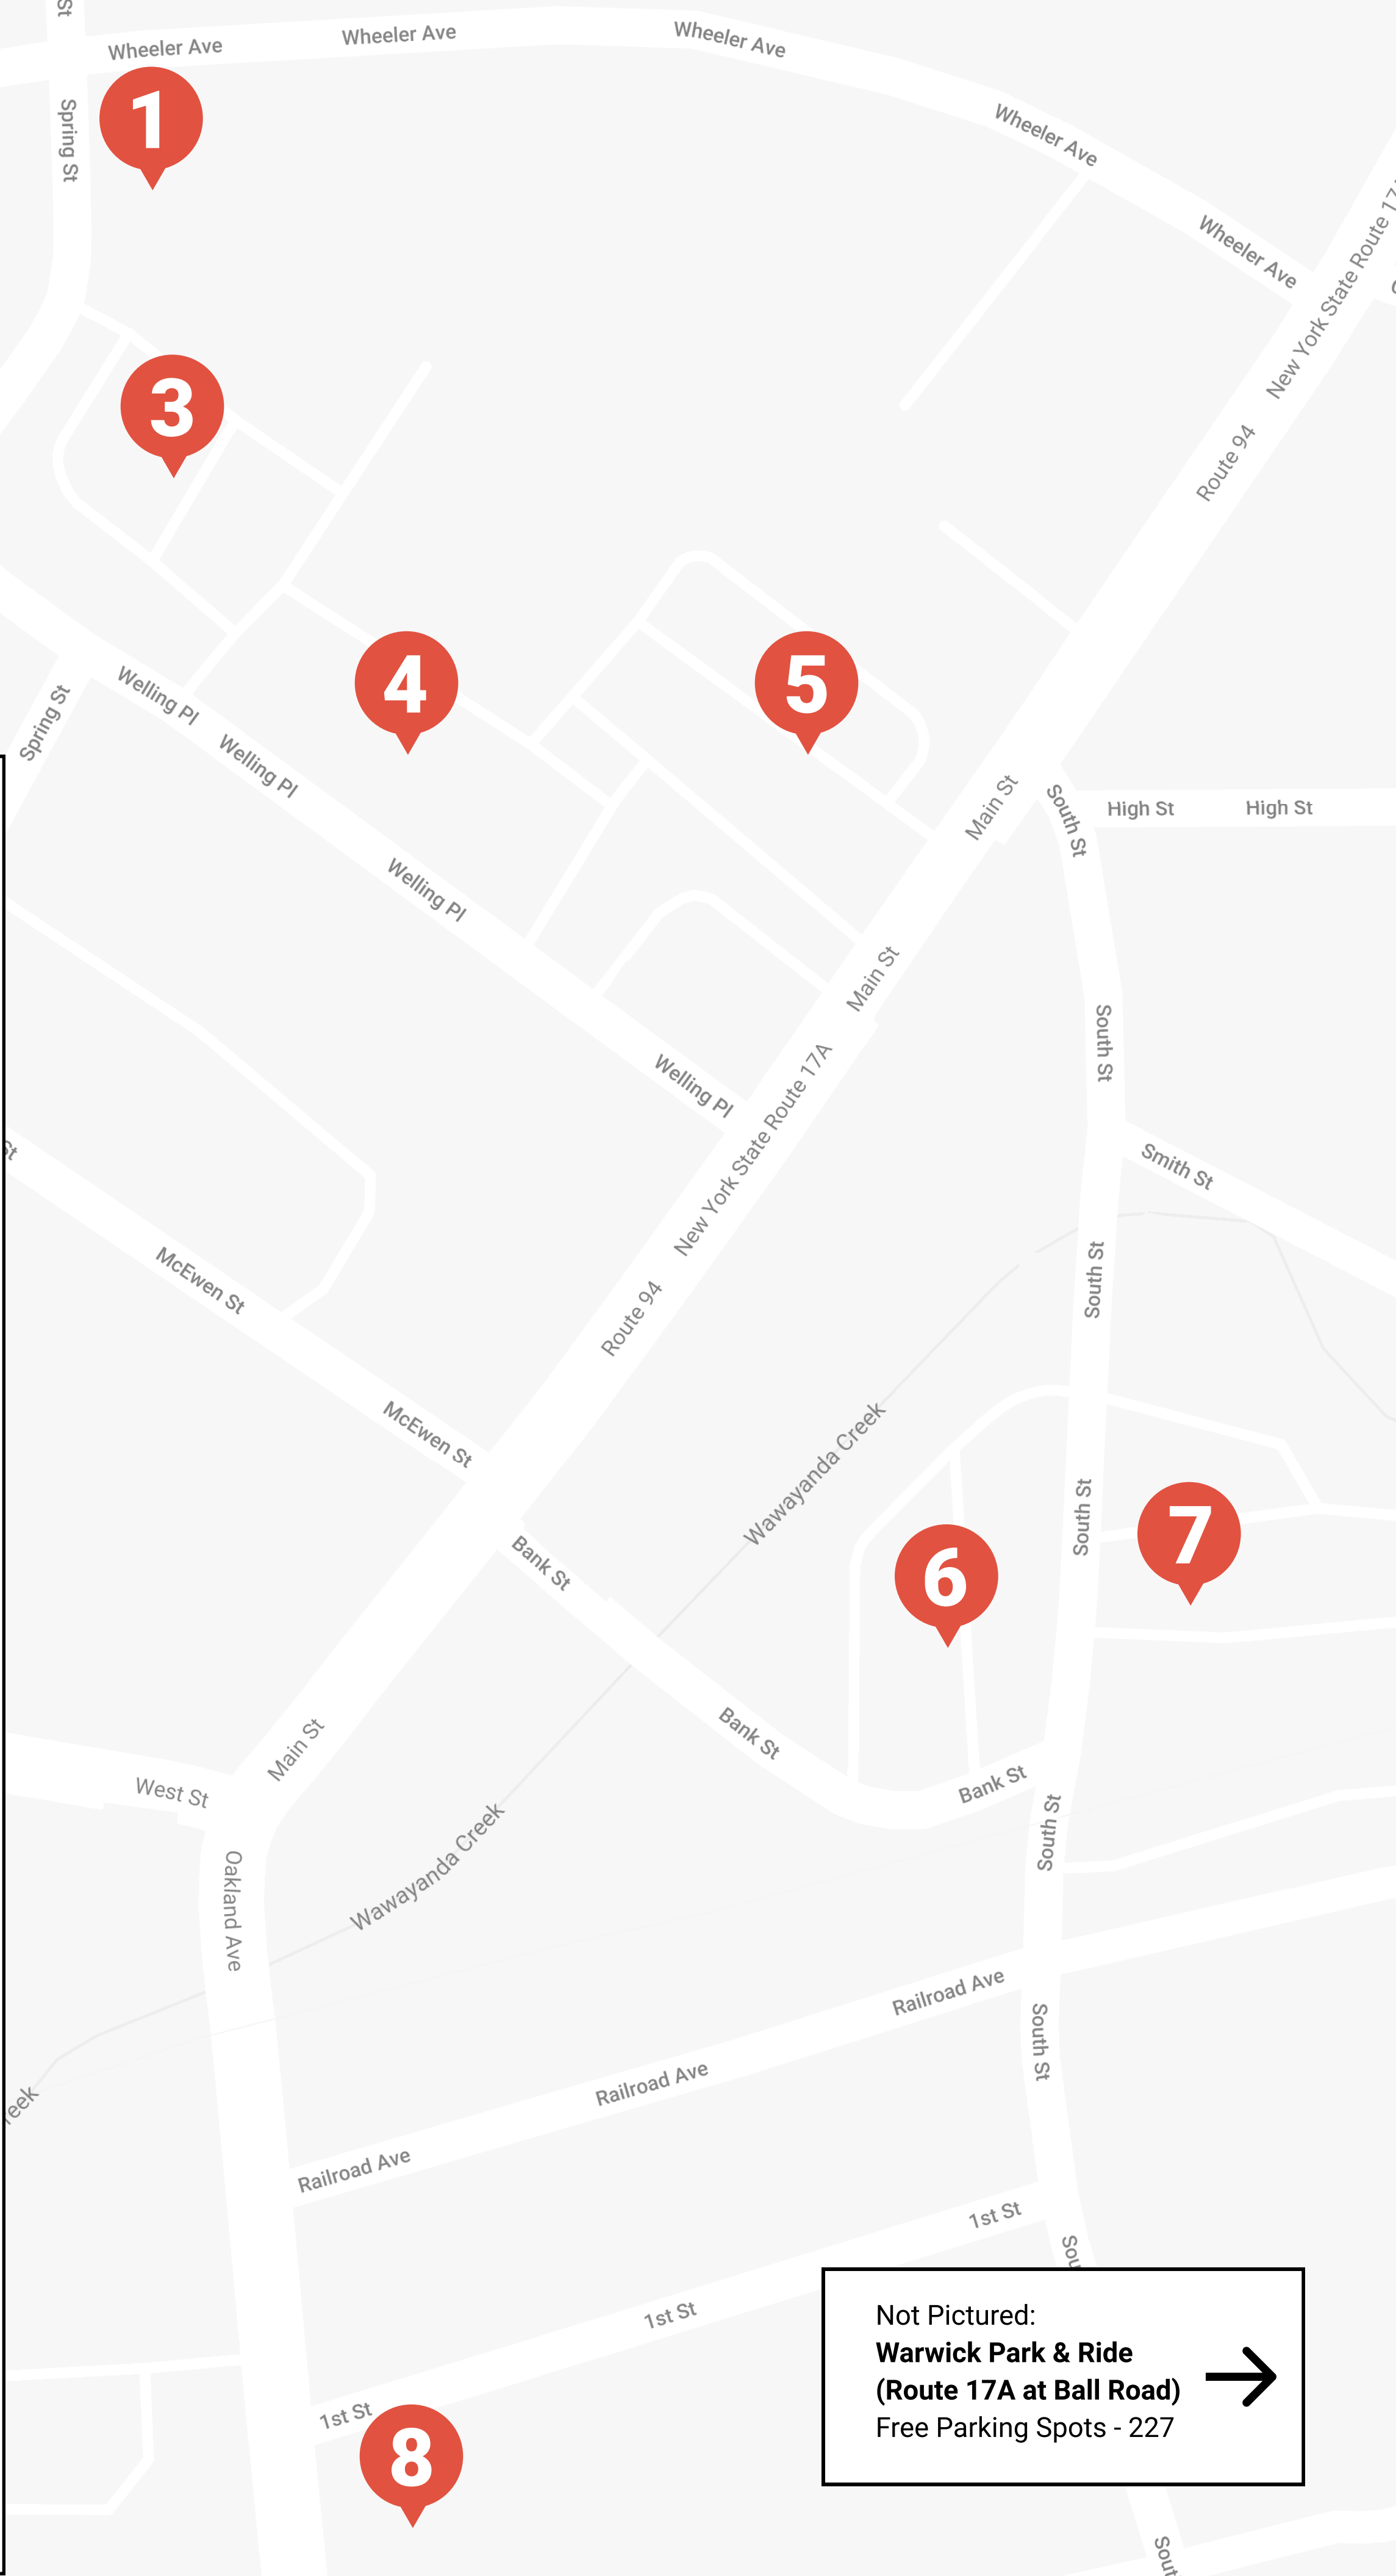 St
Wheeler Ave
Wheeler Ave
Wheeler Ave
Wheeler Ave
Wheeler Ave
Spring St
1
New York State Route 17A
3
Route 94
4
5
Spring St
Welling Pl
Welling Pl
Main St
South St
High St
High St
Welling Pl
Main St
South St
Welling Pl
New York State Route 17A
St
Smith St
McEwen St
South St
Route 94
McEwen St
Wawayanda Creek
South St
7
Bank St
6
Main St
Bank St
West St
Bank St
South St
Oakland Ave
Wawayanda Creek
Railroad Ave
South St
Railroad Ave
reek
Railroad Ave
1st St
Sou
1st St
1st St
8
Not Pictured:
Warwick Park & Ride
(Route 17A at Ball Road)
Free Parking Spots - 227
Sout